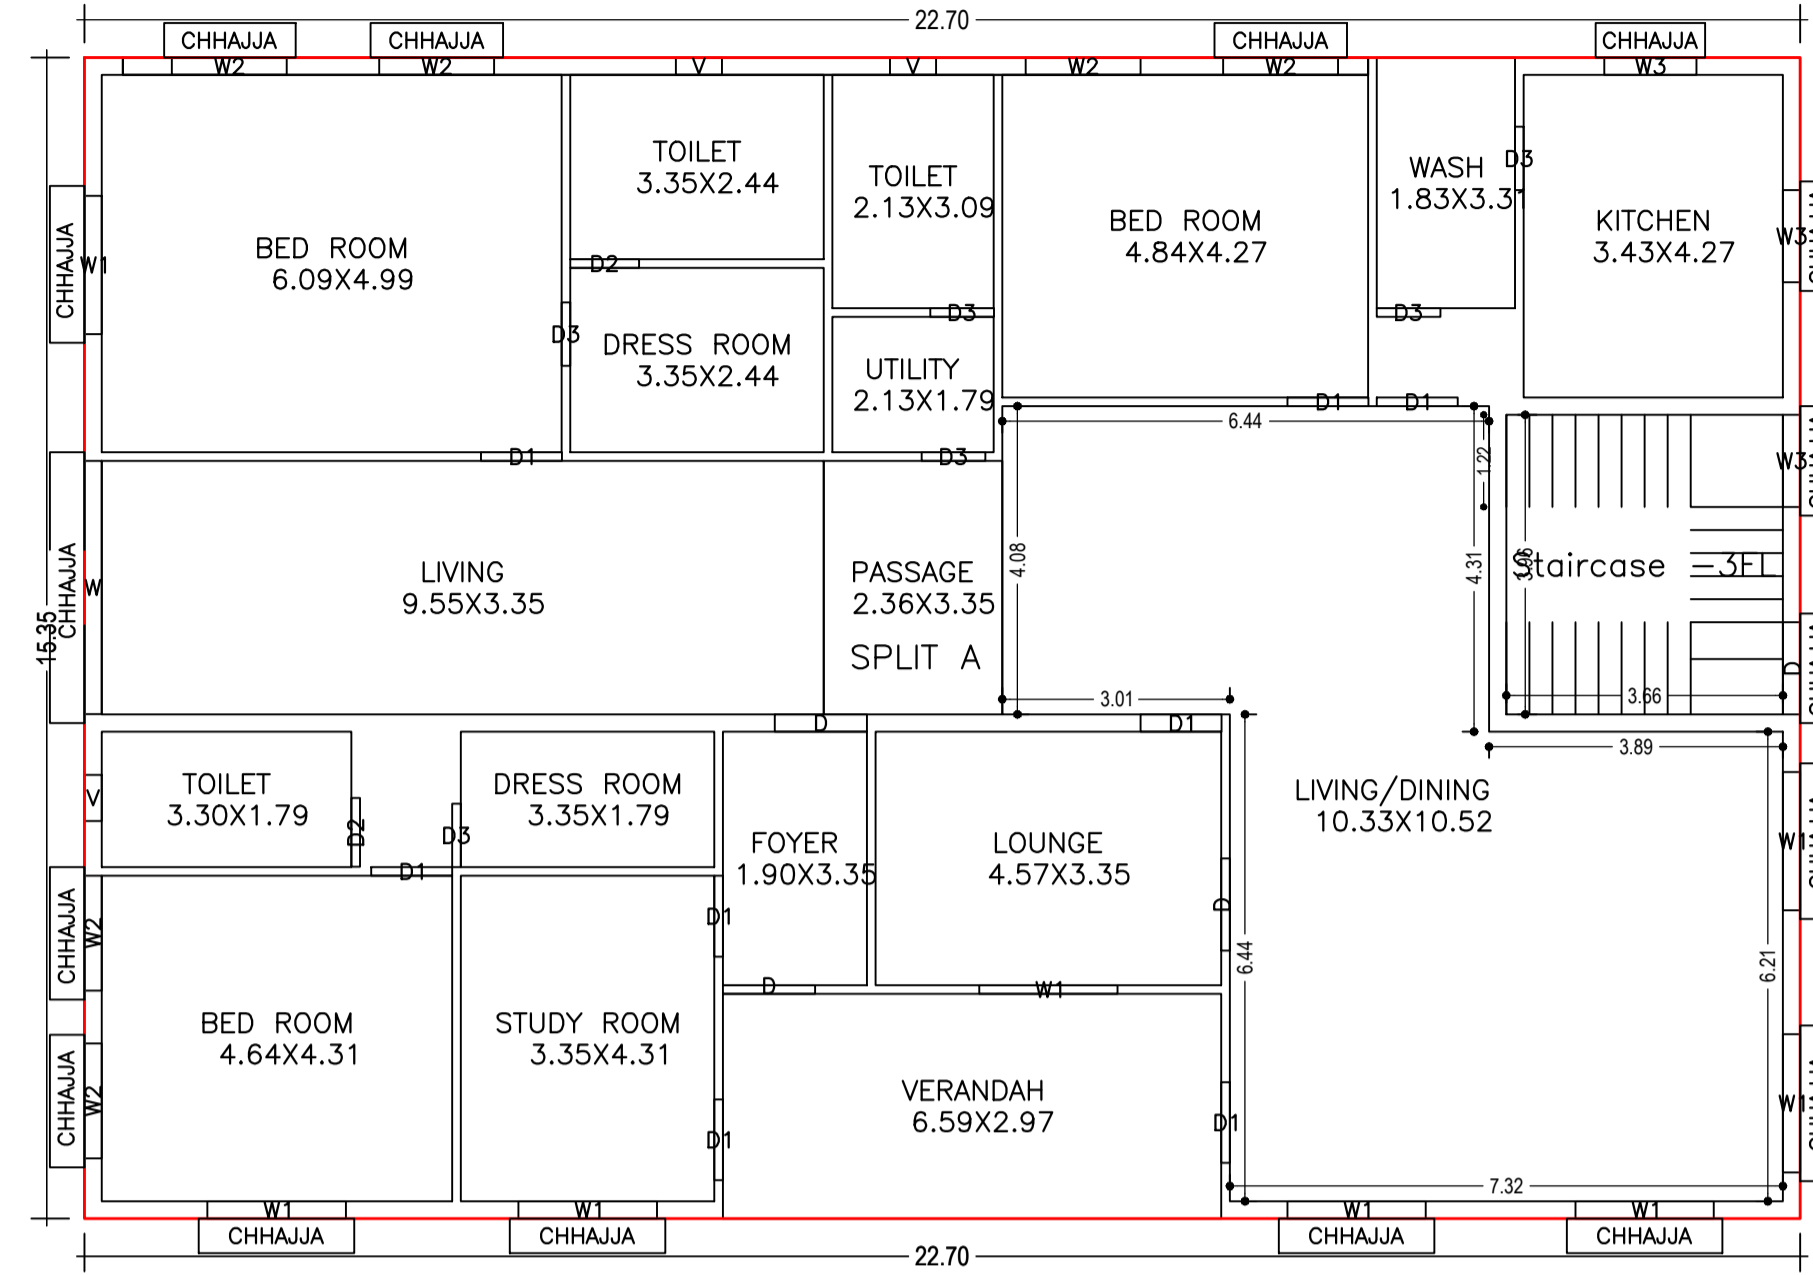 22.70
CHHAJJA
CHHAJJA
CHHAJJA
CHHAJJA
W2
W2
V
V
W2
W2
W3
TOILET
3.35X2.44
TOILET
2.13X3.09
WASH
1.83X3.31
D3
BED ROOM
6.09X4.99
BED ROOM
4.84X4.27
KITCHEN
3.43X4.27
CHHAJJA
W1
W3
D2
D3
D3
D3
DRESS ROOM
3.35X2.44
UTILITY
2.13X1.79
D1
D1
6.44
D1
D3
1.22
W3
LIVING
9.55X3.35
PASSAGE
2.36X3.35
SPLIT A
4.08
4.31
3.06
Staircase -3FL
CHHAJJA
W
15.35
3.01
3.66
D
D
D1
3.89
TOILET
3.30X1.79
DRESS ROOM
3.35X1.79
V
D2
D3
D1
FOYER
1.90X3.35
LOUNGE
4.57X3.35
LIVING/DINING
10.33X10.52
W1
CHHAJJA
W2
D1
D
6.44
6.21
D
W1
BED ROOM
4.64X4.31
STUDY ROOM
3.35X4.31
VERANDAH
6.59X2.97
CHHAJJA
W2
D1
D1
W1
7.32
W1
W1
W1
W1
CHHAJJA
CHHAJJA
CHHAJJA
CHHAJJA
22.70